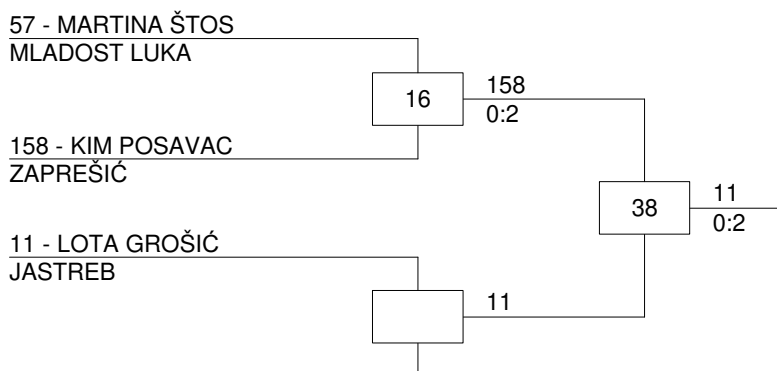 57 - MARTINA ŠTOS
MLADOST LUKA
16
158
0:2
158 - KIM POSAVAC
ZAPREŠIĆ
38
11
0:2
11 - LOTA GROŠIĆ
JASTREB
11